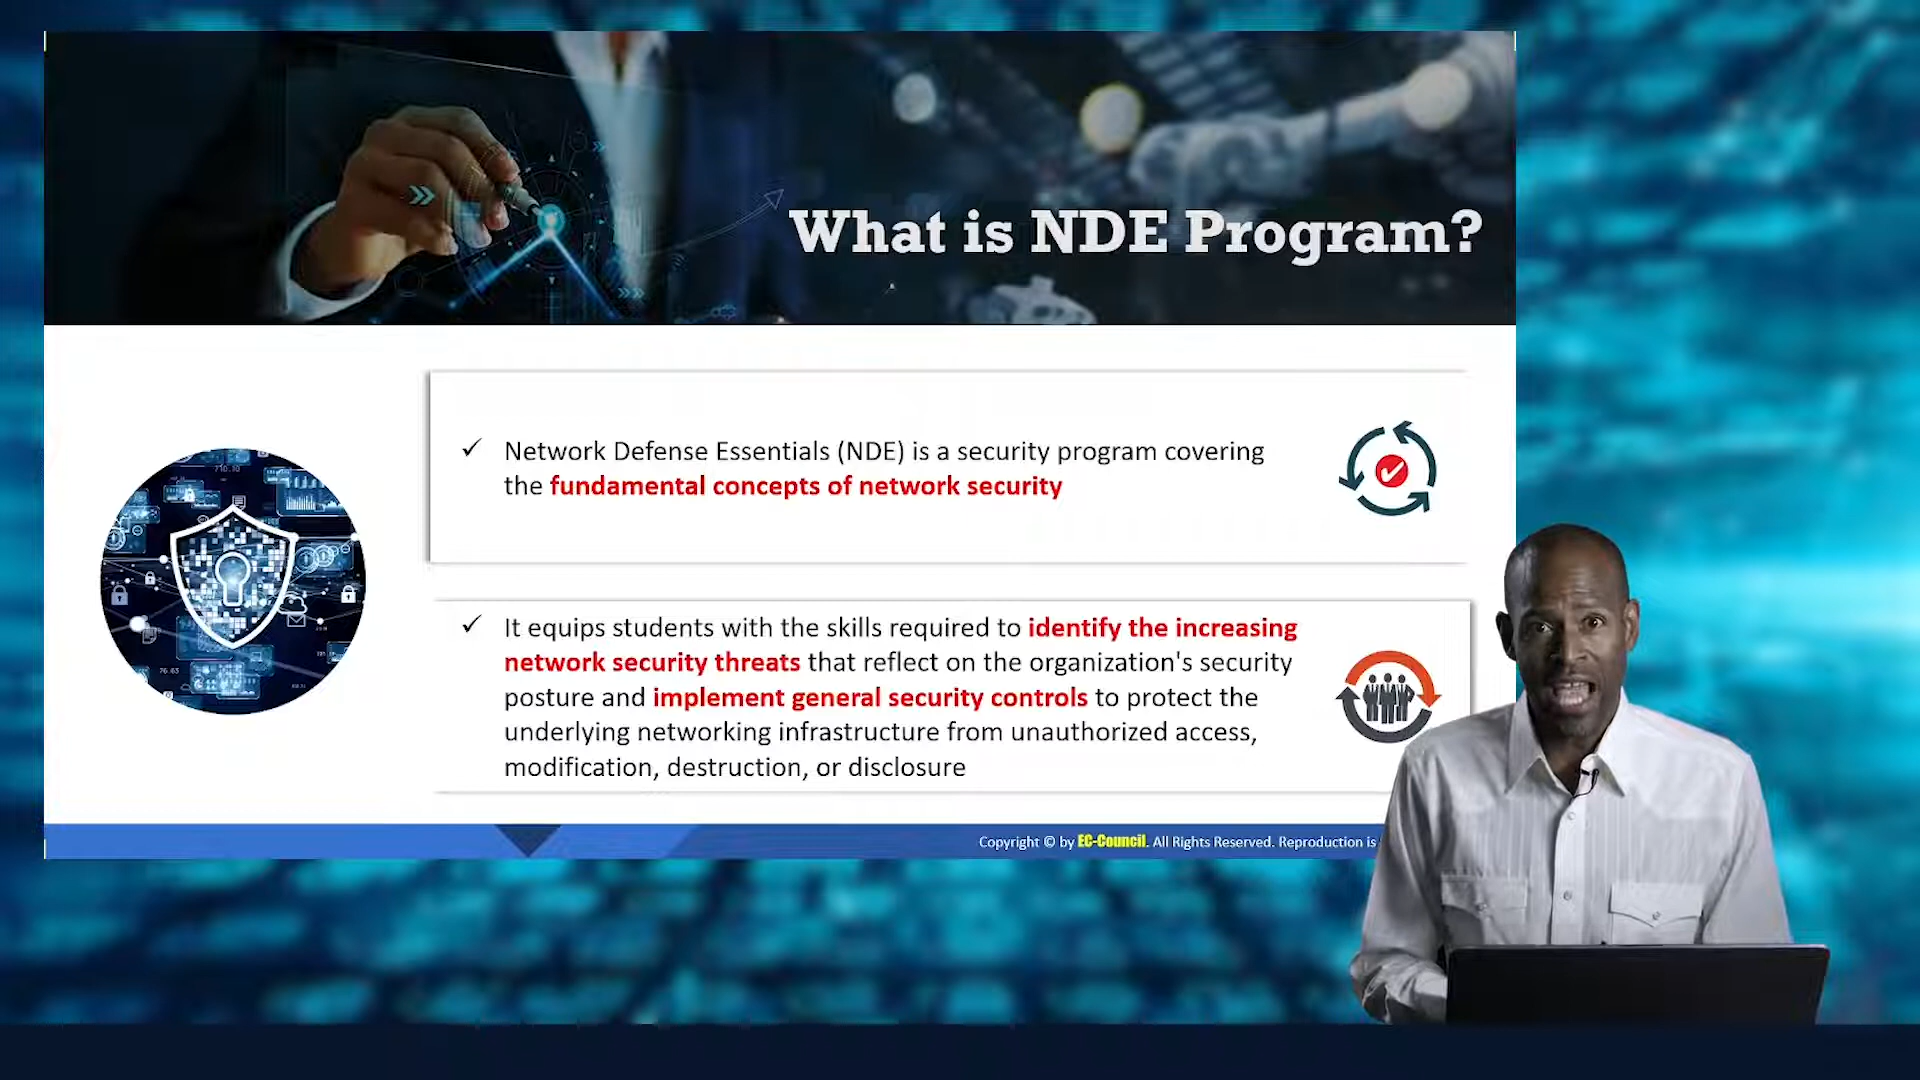 What is NDE Program?
✓ Network Defense Essentials (NDE) is a security program covering
the fundamental concepts of network security
✓ It equips students with the skills required to identify the increasing
network security threats that reflect on the organization's security
posture and implement general security controls to protect the
underlying networking infrastructure from unauthorized access,
modification, destruction, or disclosure
Copyright © by EC-Council. All Rights Reserved. Reproduction is